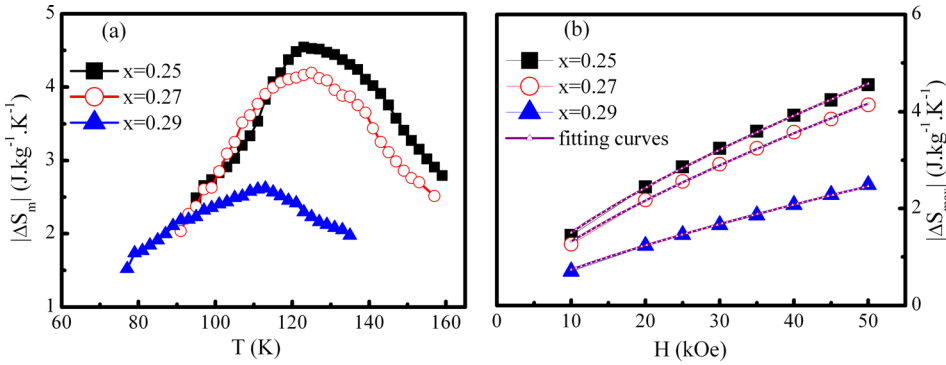 (a)
x=0.25
x=0.27
x=0.29
|ΔSm| (J.kg-1.K-1)
5
4
3
2
1
60
80
100
120
140
160
T (K)
(b)
x=0.25
x=0.27
x=0.29
fitting curves
0
10
20
30
40
50
H (kOe)
6
4
2
0
(J.kg-1.K-1)